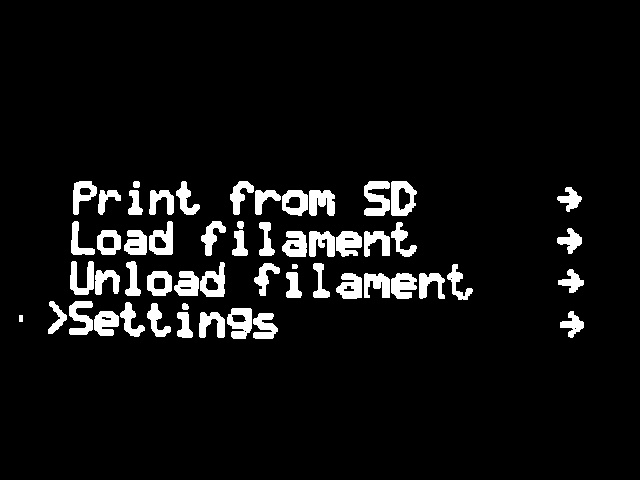 Print from SD →
Load filament →
Unload filament →
>Settings →